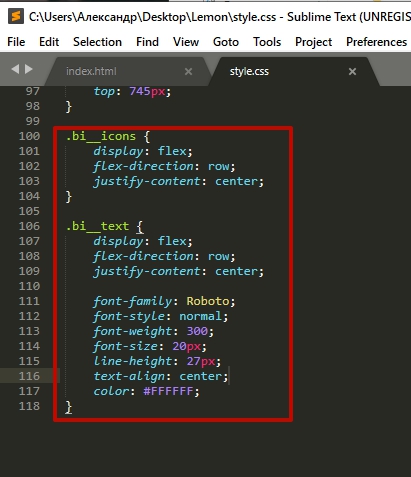 C:\Users\Александр\Desktop\Lemon\style.css - Sublime Text (UNREGIS
File Edit Selection Find View Goto Tools Project Preferences
index.html × style.css ×
97 top: 745px;
98 }
99
100 .bi__icons {
101 display: flex;
102 flex-direction: row;
103 justify-content: center;
104 }
105
106 .bi__text {
107 display: flex;
108 flex-direction: row;
109 justify-content: center;
110
111 font-family: Roboto;
112 font-style: normal;
113 font-weight: 300;
114 font-size: 20px;
115 line-height: 27px;
116 text-align: center;
117 color: #FFFFFF;
118 }